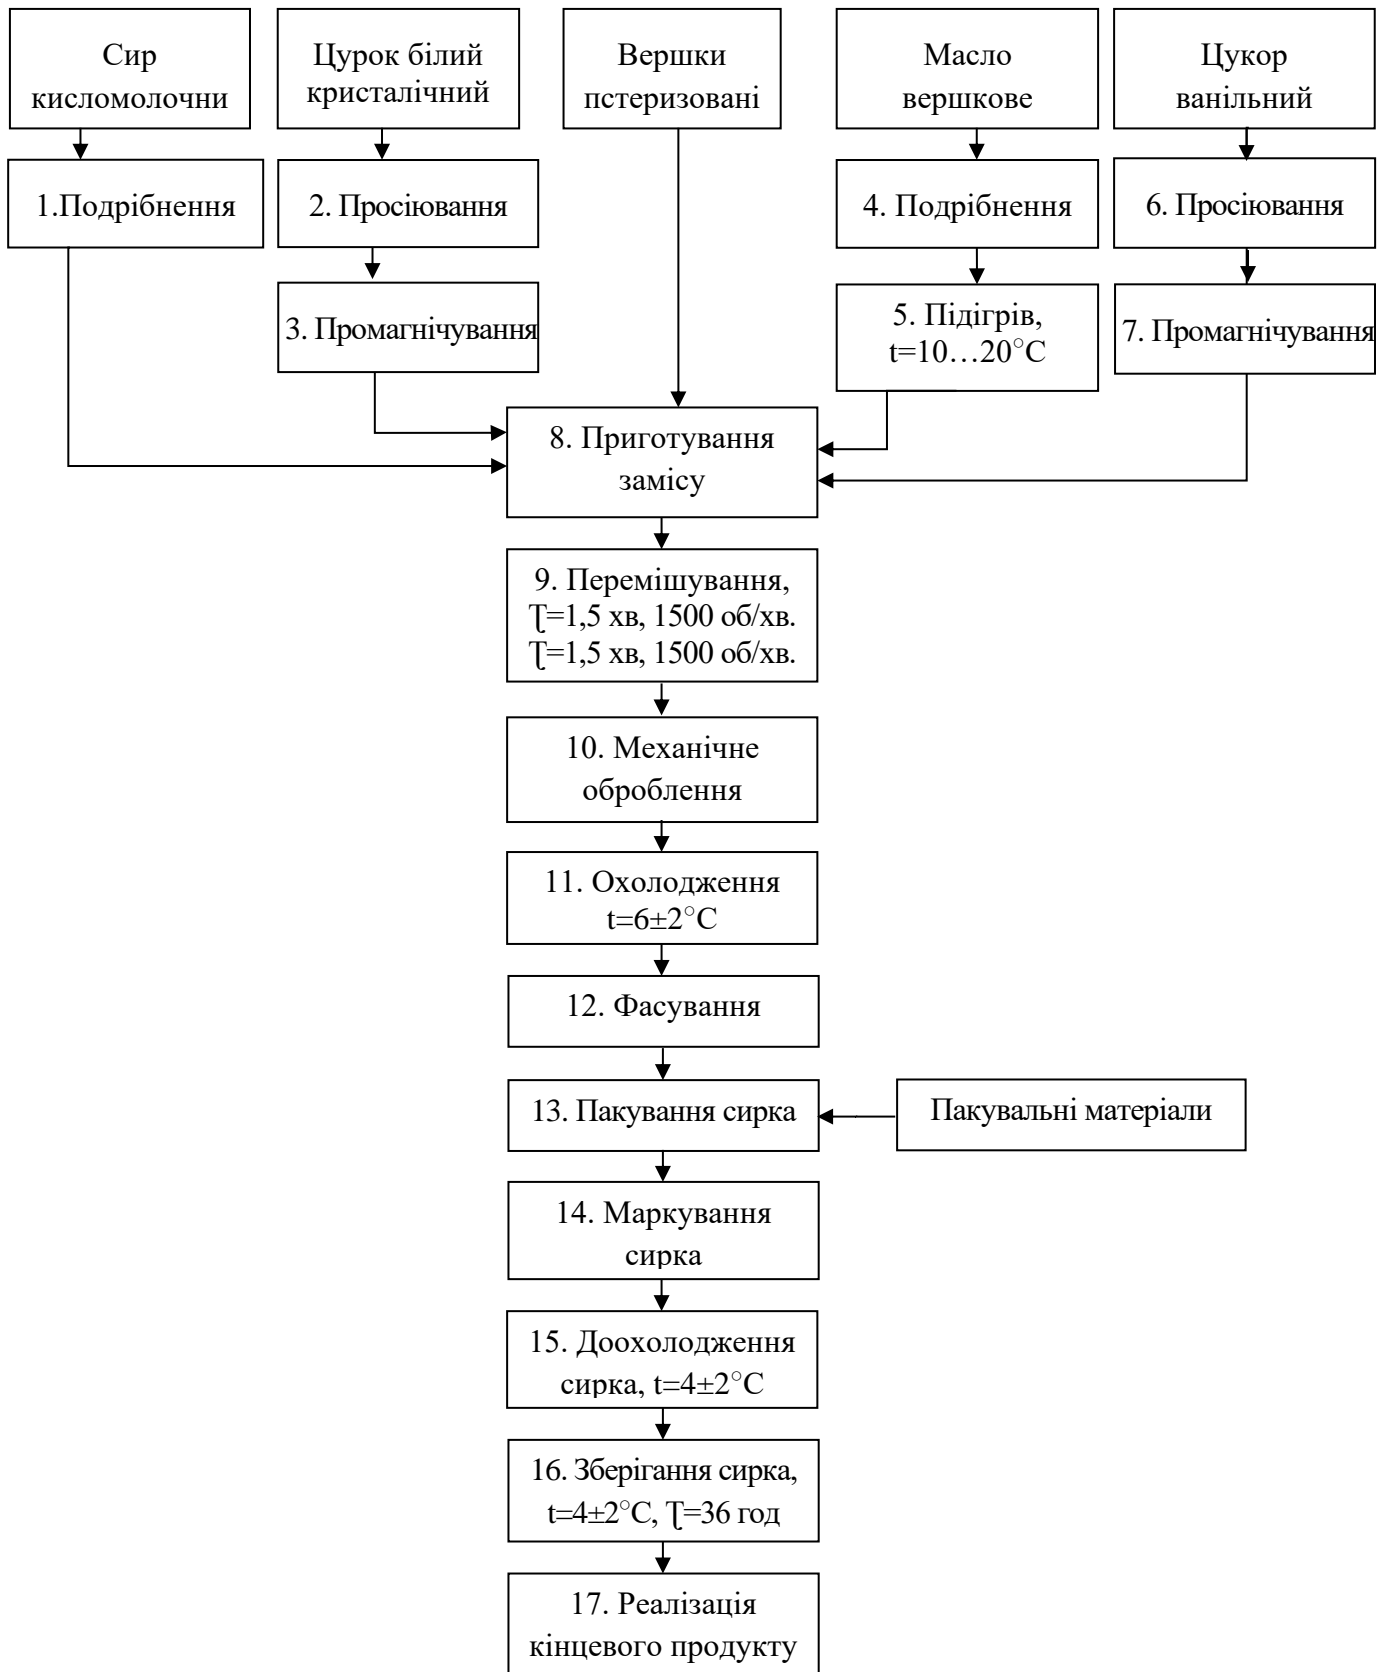 Сир
кисломолочни
Цурок білий
кристалічний
Вершки
пстеризовані
Масло
вершкове
Цукор
ванільний
1.Подрібнення
2. Просіювання
4. Подрібнення
6. Просіювання
3. Промагнічування
5. Підігрів,
t=10…20°С
7. Промагнічування
8. Приготування
замісу
9. Перемішування,
Ʈ=1,5 хв, 1500 об/хв.
Ʈ=1,5 хв, 1500 об/хв.
10. Механічне
оброблення
11. Охолодження
t=6±2°С
12. Фасування
13. Пакування сирка
Пакувальні матеріали
14. Маркування
сирка
15. Доохолодження
сирка, t=4±2°С
16. Зберігання сирка,
t=4±2°С, Ʈ=36 год
17. Реалізація
кінцевого продукту